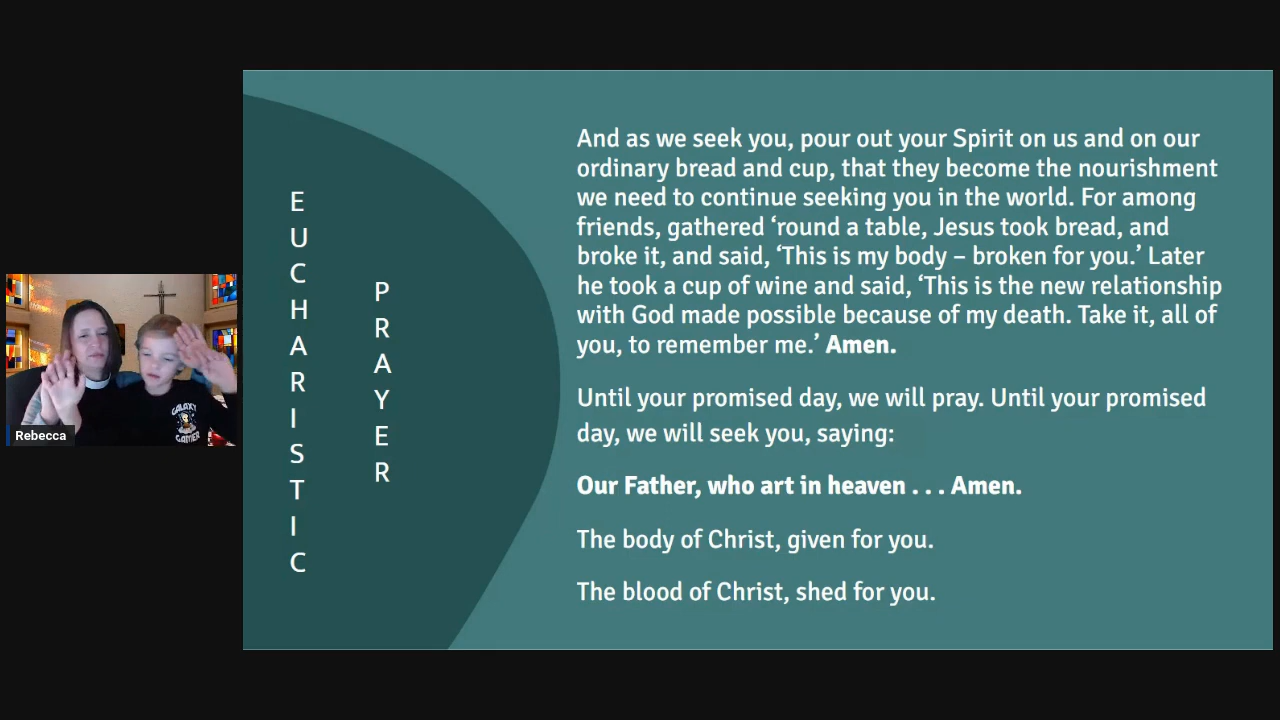 EUCHARISTIC
PRAYER
And as we seek you, pour out your Spirit on us and on our
ordinary bread and cup, that they become the nourishment
we need to continue seeking you in the world. For among
friends, gathered ‘round a table, Jesus took bread, and
broke it, and said, ‘This is my body – broken for you.’ Later
he took a cup of wine and said, ‘This is the new relationship
with God made possible because of my death. Take it, all of
you, to remember me.’ Amen.
Until your promised day, we will pray. Until your promised
day, we will seek you, saying:
Our Father, who art in heaven . . . Amen.
The body of Christ, given for you.
The blood of Christ, shed for you.
GALAXY
GAMER
Rebecca